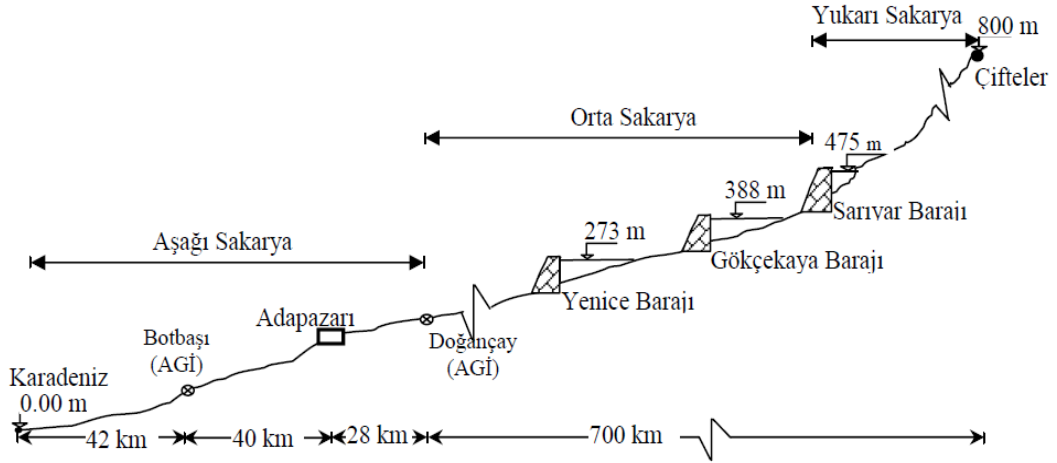 Yukarı Sakarya
800 m
Çifteler
Orta Sakarya
475 m
388 m
Sarıvar Barajı
Aşağı Sakarya
273 m
Gökçekaya Barajı
Yenice Barajı
Adapazarı
Botbaşı
(AGİ)
Doğançay
(AGİ)
Karadeniz
0.00 m
42 km
40 km
28 km
700 km